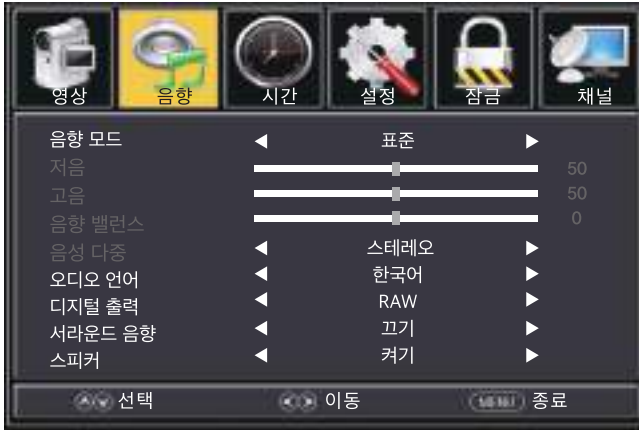 영상 음향 시간 설정 잠금 채널
음향 모드 표준
저음 50
고음 50
음향 밸런스 0
음성 다중 스테레오
오디오 언어 한국어
디지털 출력 RAW
서라운드 음향 끄기
스피커 켜기
선택 이동 MENU 종료